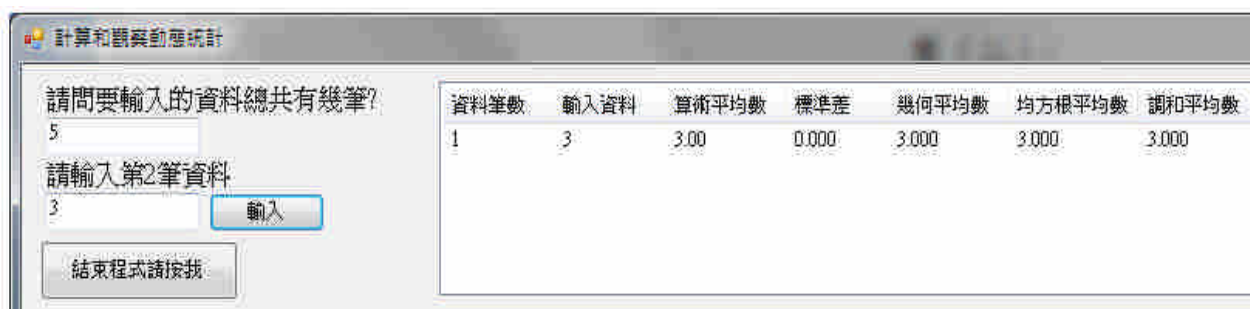 計算和觀察動態統計
請問要輸入的資料總共有幾筆?
5
請輸入第2筆資料
3
輸入
結束程式請按我
資料筆數 輸入資料 算術平均數 標準差 幾何平均數 均方根平均數 調和平均數
1 3 3.00 0.000 3.000 3.000 3.000